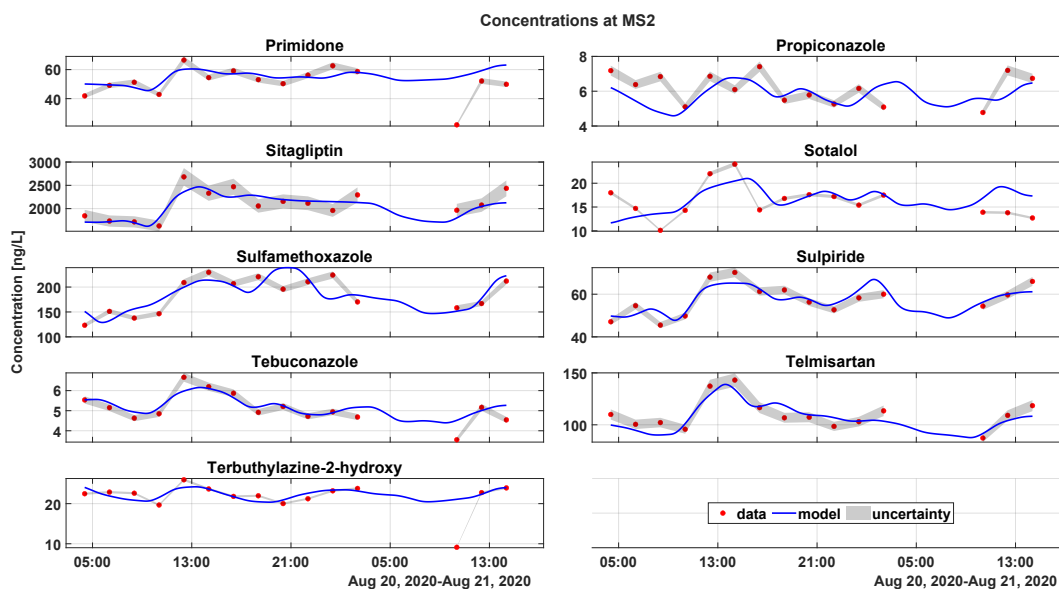 Concentrations at MS2
Primidone
60
40
Propiconazole
8
6
4
Sitagliptin
3000
2500
2000
Sotalol
20
15
10
Concentration [ng/L]
Sulfamethoxazole
200
150
100
Sulpiride
60
40
Tebuconazole
6
5
4
Telmisartan
150
100
Terbuthylazine-2-hydroxy
20
10
05:00 13:00 21:00 05:00 13:00
Aug 20, 2020-Aug 21, 2020
data model uncertainty
05:00 13:00 21:00 05:00 13:00
Aug 20, 2020-Aug 21, 2020